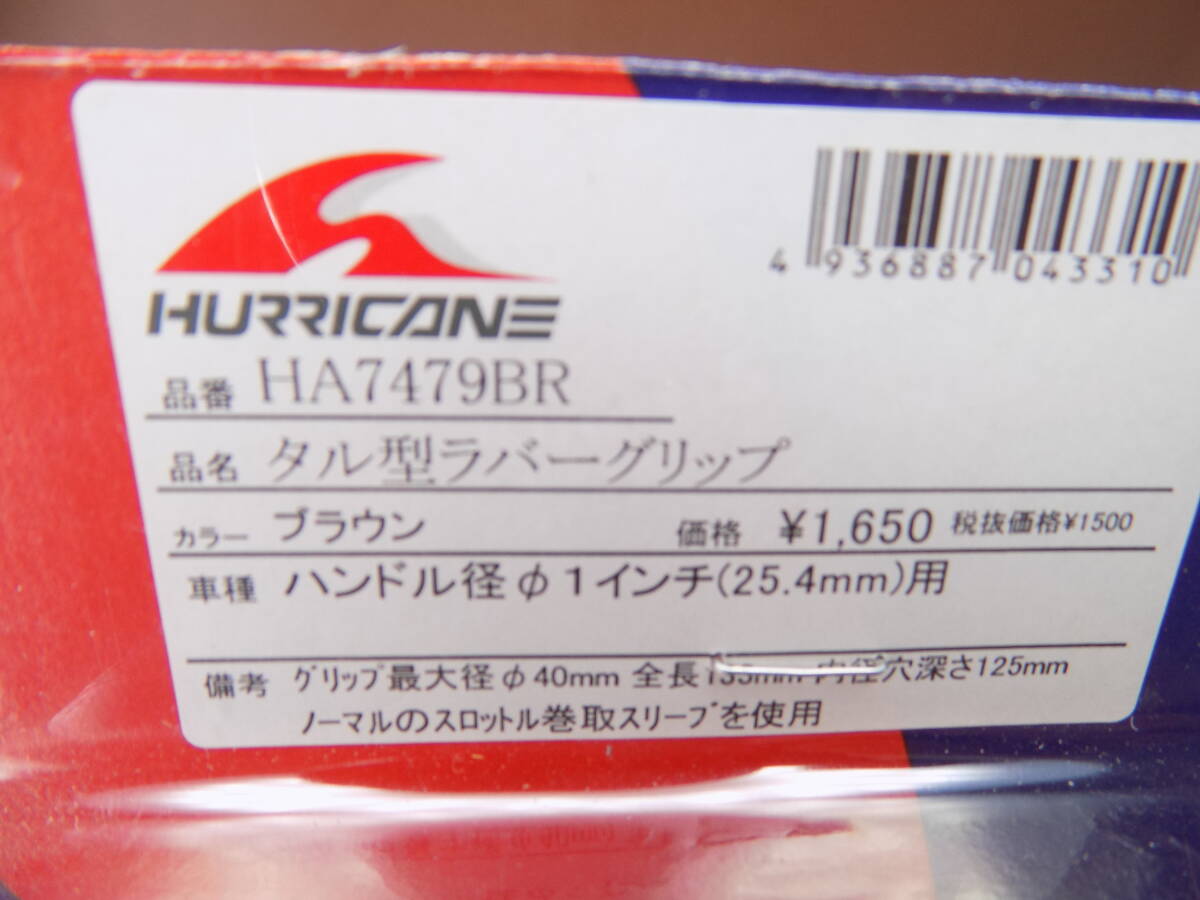 HURRICANE
4 936887 043310
品番 HA7479BR
品名 タル型ラバーグリップ
カラー ブラウン 価格 ¥1,650 税抜価格¥1500
車種 ハンドル径φ1インチ(25.4mm)用
備考 グリップ最大径φ40mm 全長133mm 内径穴深さ125mm
ノーマルのスロットル巻取スリーブを使用